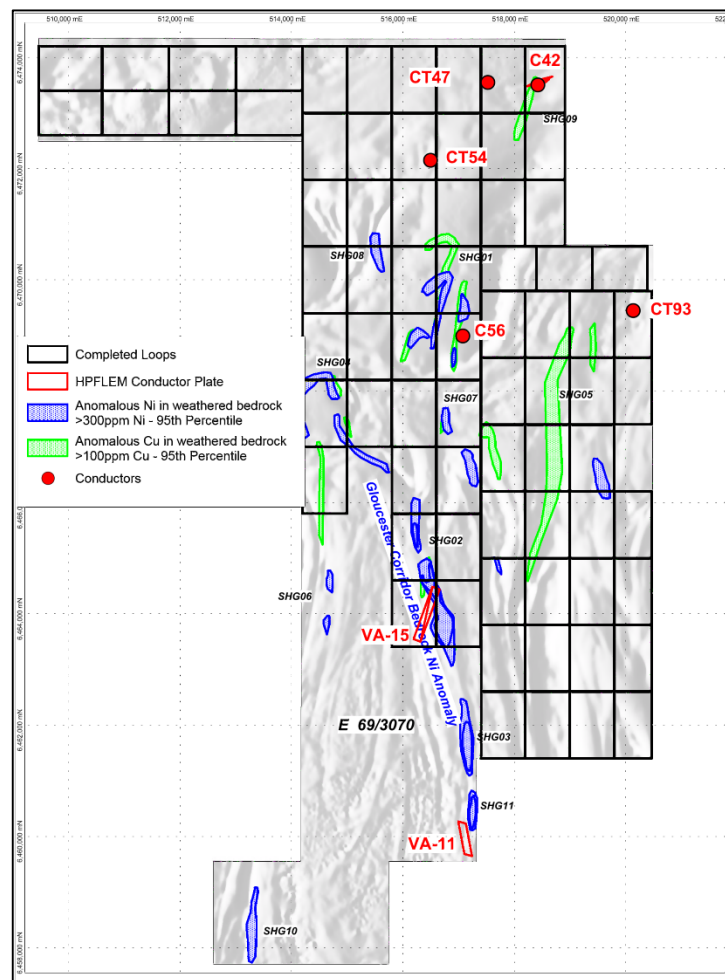 510,000 mE
512,000 mE
514,000 mE
516,000 mE
518,000 mE
520,000 mE
522
6,474,000 mN
6,472,000 mN
6,470,000 mN
6,466,000 mN
6,464,000 mN
6,462,000 mN
6,460,000 mN
6,458,000 mN
C42
CT47
SHG09
CT54
SHG08
SHG01
CT93
C56
SHG04
SHG05
SHG07
Completed Loops
HPFLEM Conductor Plate
Anomalous Ni in weathered bedrock
>300ppm Ni - 95th Percentile
Anomalous Cu in weathered bedrock
>100ppm Cu - 95th Percentile
Conductors
Gloucester Corridor Bedrock Ni Anomaly
SHG02
SHG06
VA-15
E 69/3070
SHG03
SHG11
VA-11
SHG10